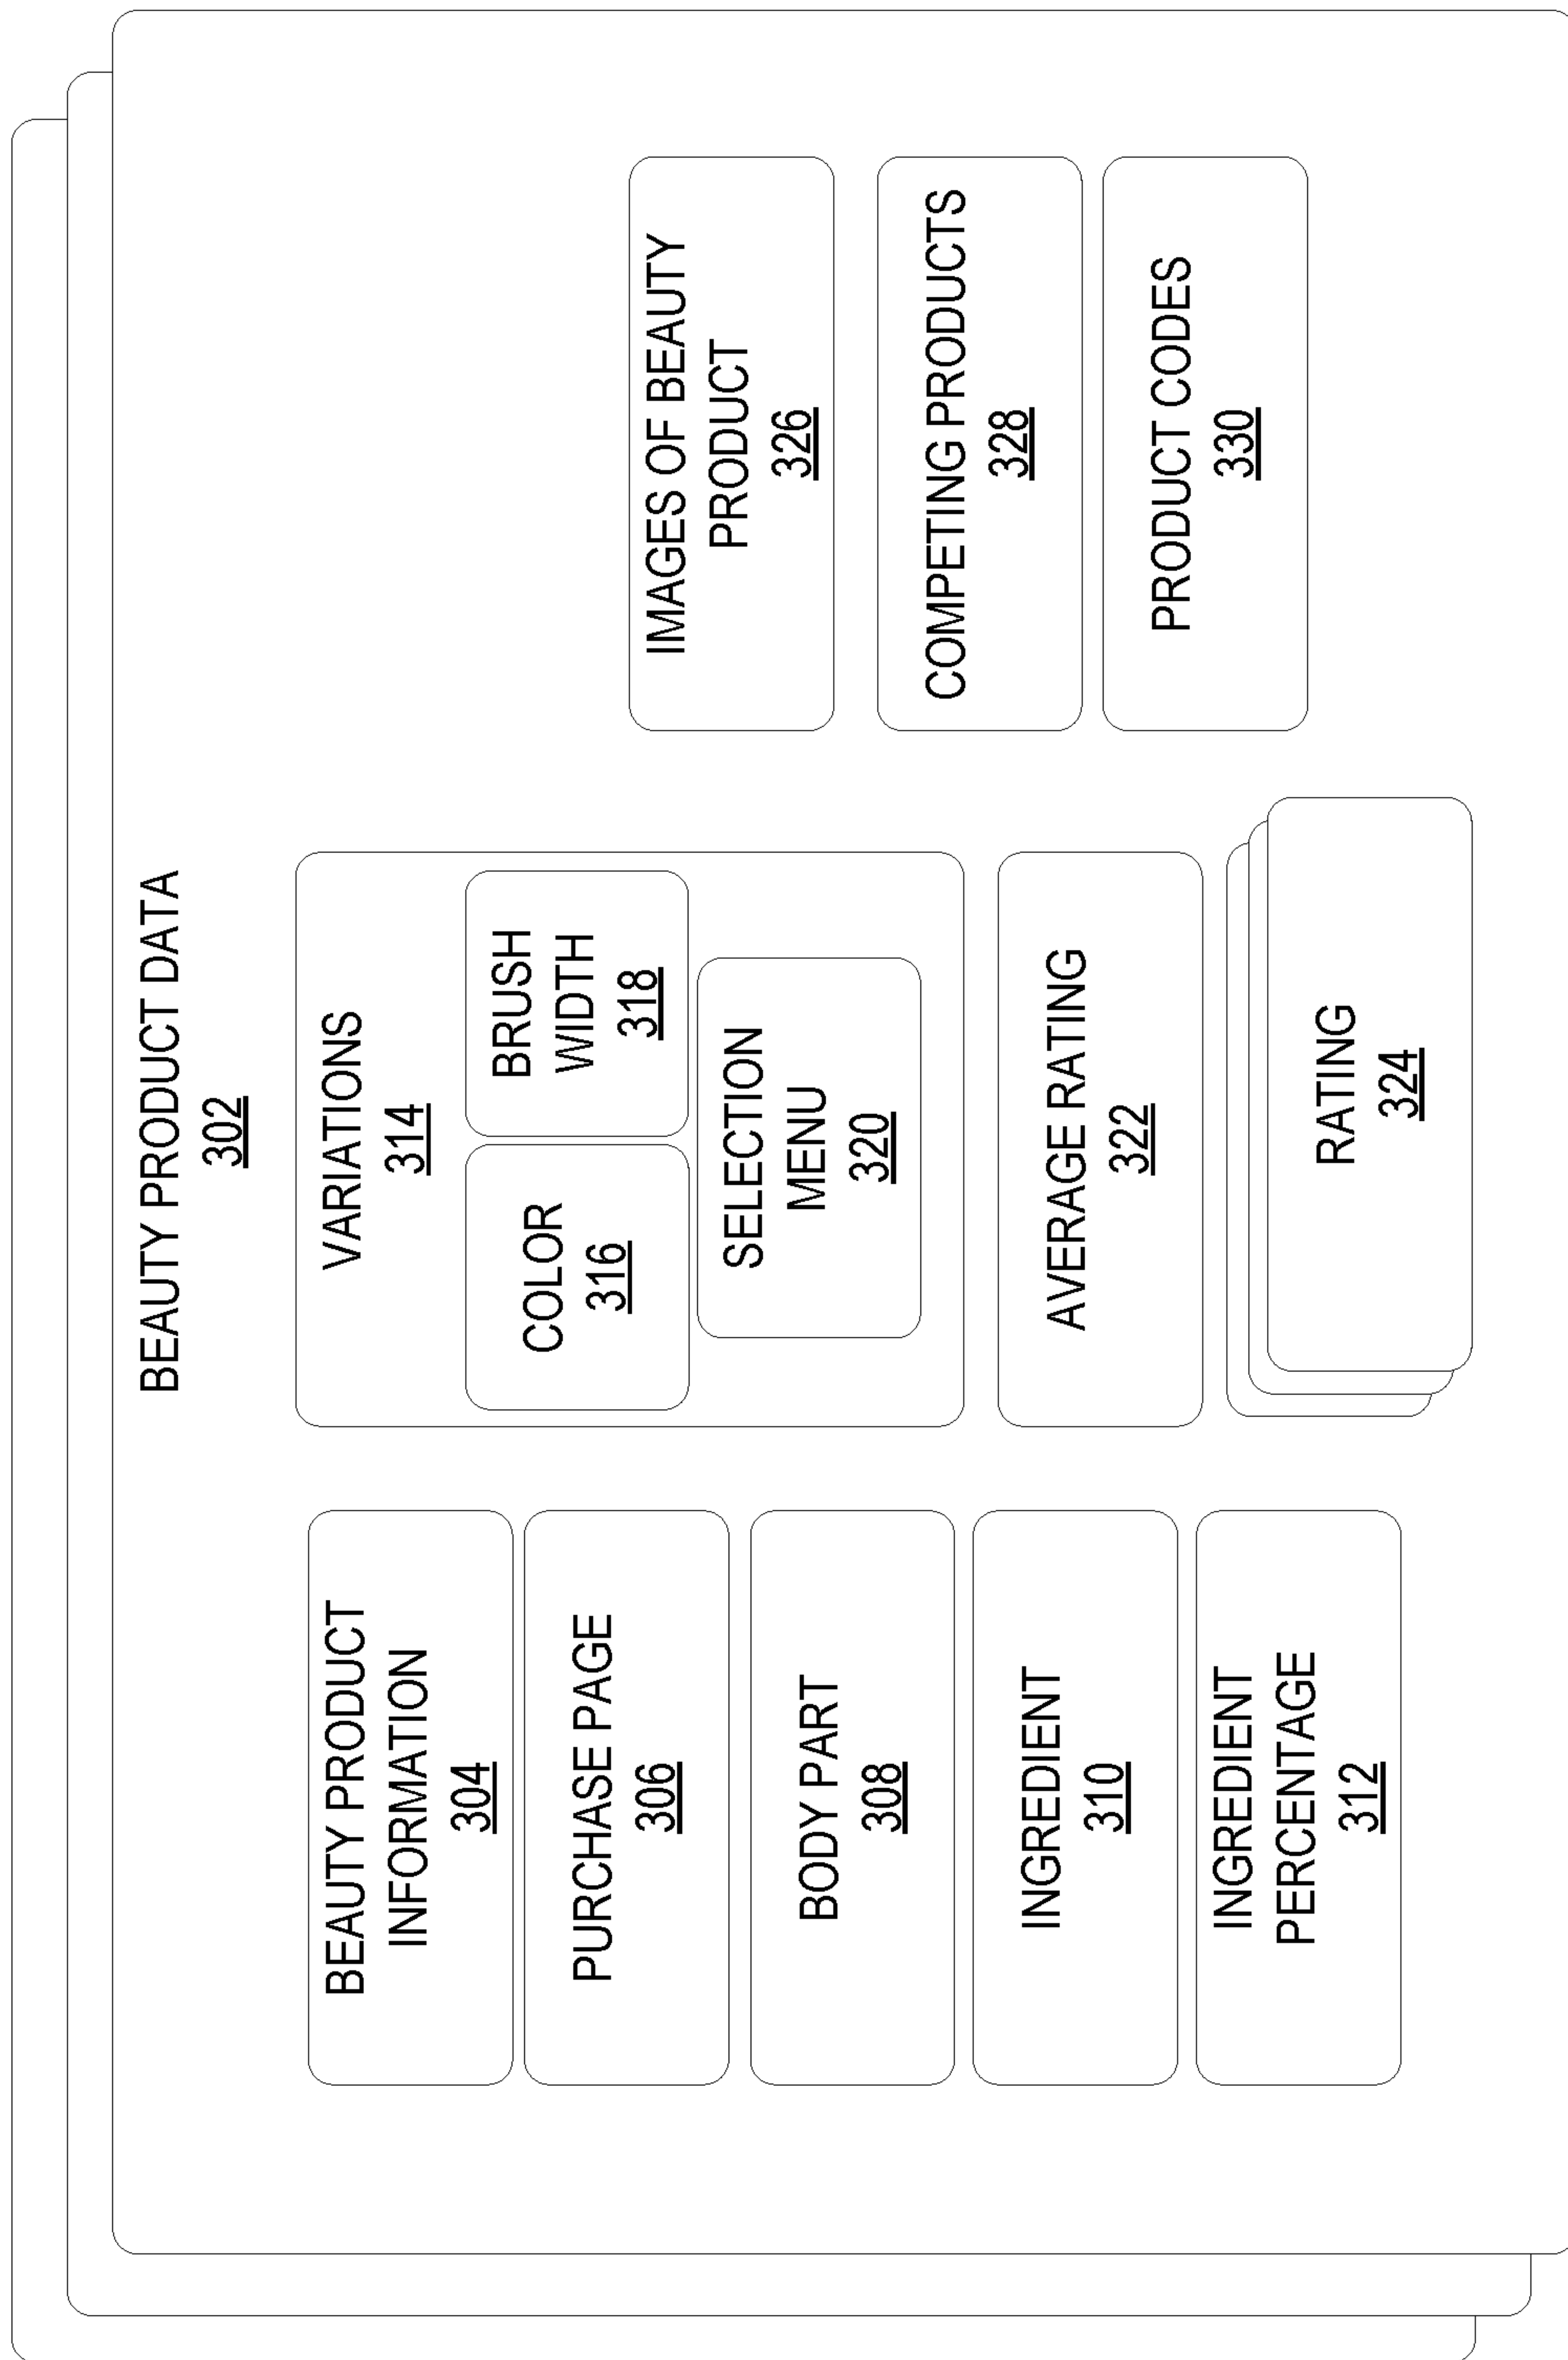 BEAUTY PRODUCT DATA
302
BEAUTY PRODUCT
INFORMATION
304
PURCHASE PAGE
306
BODY PART
308
INGREDIENT
310
INGREDIENT
PERCENTAGE
312
VARIATIONS
314
COLOR
316
BRUSH
WIDTH
318
SELECTION
MENU
320
AVERAGE RATING
322
RATING
324
IMAGES OF BEAUTY
PRODUCT
326
COMPETING PRODUCTS
328
PRODUCT CODES
330